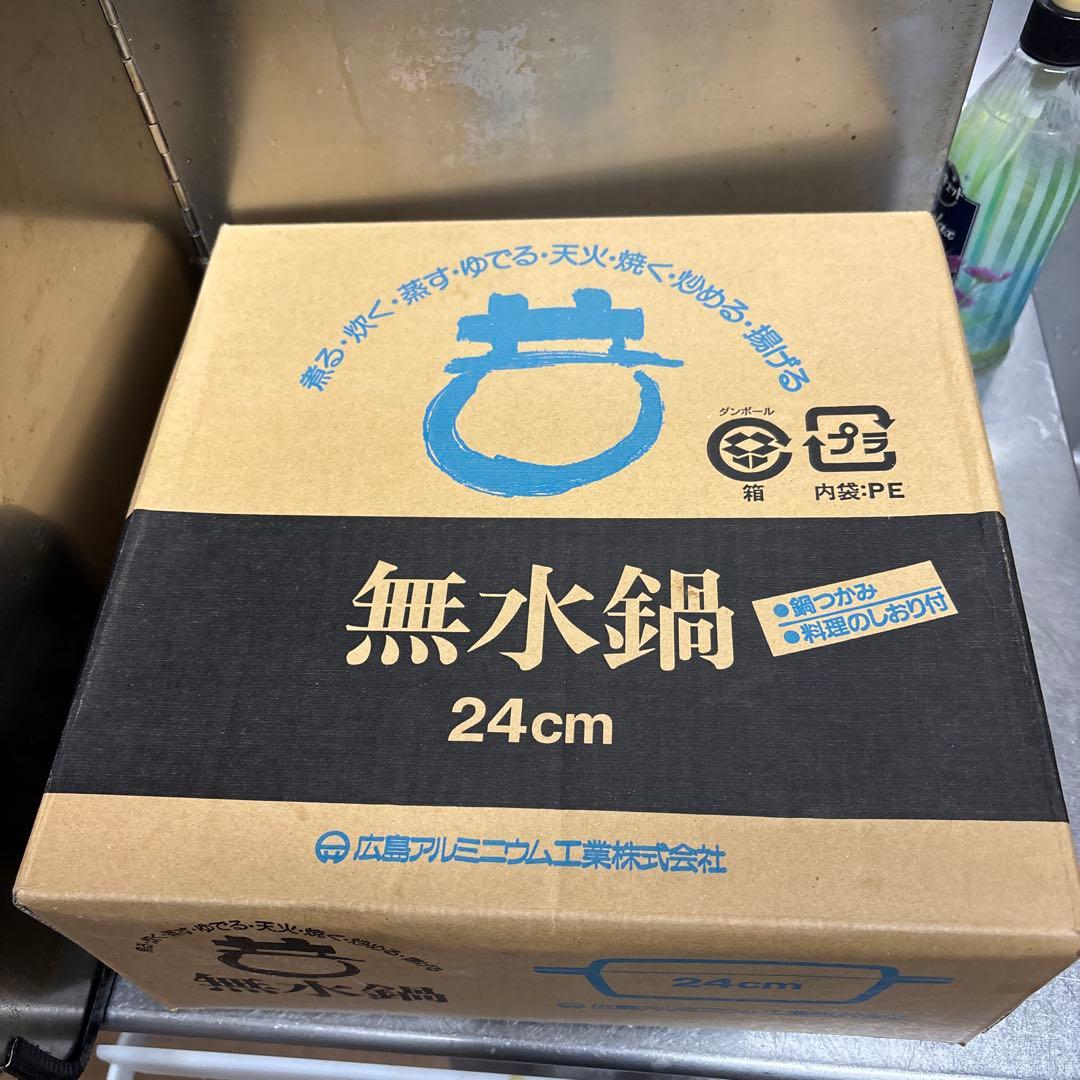 煮る・炊く・蒸す・ゆでる・天火・焼く・炒める・揚げる
ダンボール
箱
プラ
内袋:PE
無水鍋
●鍋つかみ
●料理のしおり付
24cm
広島アルミニウム工業株式会社
無水鍋
24cm